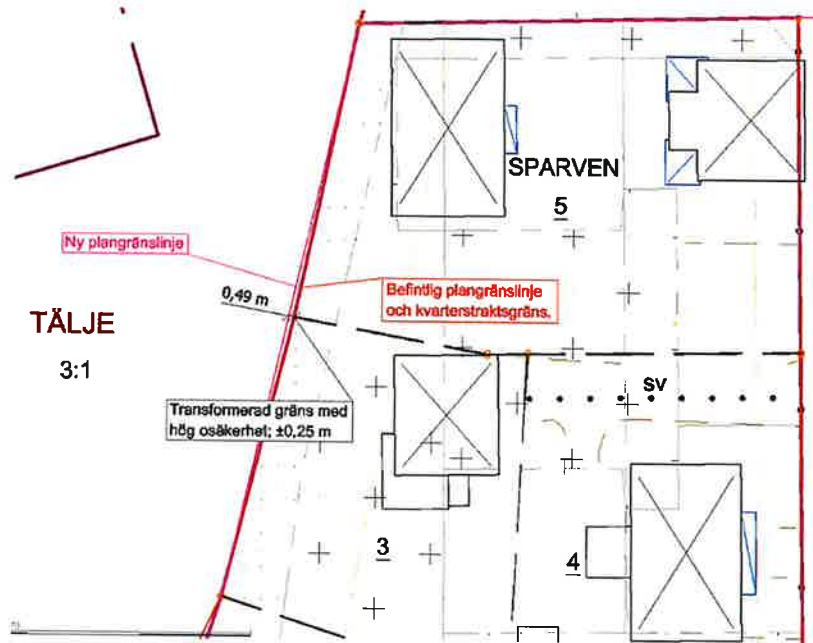 SPARVEN
5
Ny plangränslinje
0,49 m
Befintlig plangränslinje
och kvarterstraktsgräns.
TÄLJE
3:1
sv
Transformerad gräns med
hög osäkerhet; ±0,25 m
3
4